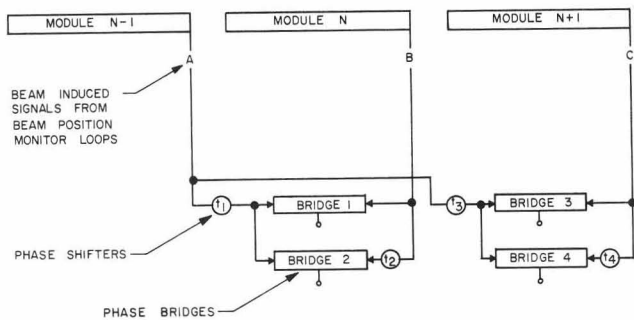 MODULE N-1
MODULE N
MODULE N+1
A
B
C
BEAM INDUCED
SIGNALS FROM
BEAM POSITION
MONITOR LOOPS
t1
BRIDGE 1
t3
BRIDGE 3
PHASE SHIFTERS
BRIDGE 2
t2
BRIDGE 4
t4
PHASE BRIDGES